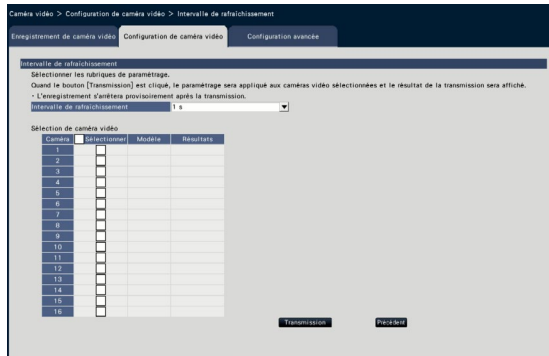 Caméra vidéo > Configuration de caméra vidéo > Intervalle de rafraîchissement
Enregistrement de caméra vidéo Configuration de caméra vidéo Configuration avancée
Intervalle de rafraîchissement
Sélectionner les rubriques de paramétrage.
Quand le bouton [Transmission] est cliqué, le paramétrage sera appliqué aux caméras vidéo sélectionnées et le résultat de la transmission sera affiché.
- L'enregistrement s'arrêtera provisoirement après la transmission.
Intervalle de rafraîchissement 1 s
Sélection de caméra vidéo
Caméra Sélectionner Modèle Résultats
1
2
3
4
5
6
7
8
9
10
11
12
13
14
15
16
Transmission Précédent